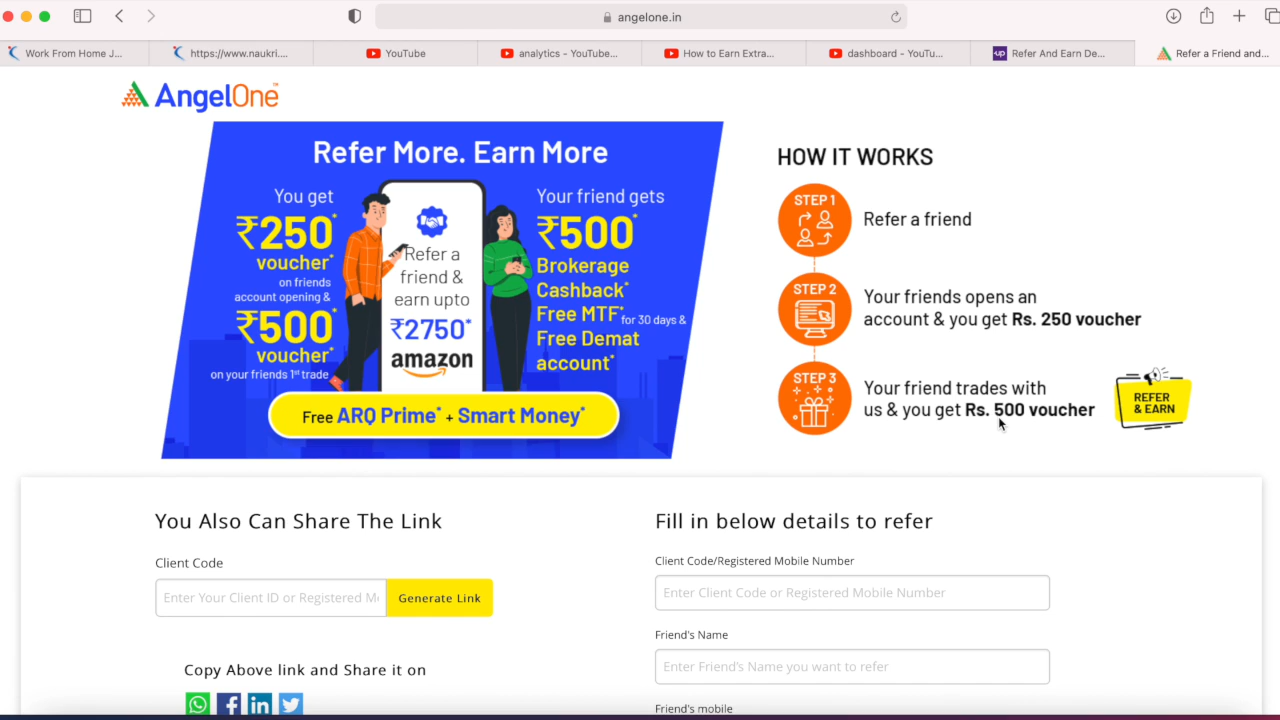 angelone.in
Work From Home J...
https://www.naukri....
YouTube
analytics - YouTube...
How to Earn Extra...
dashboard - YouTu...
up
Refer And Earn De...
Refer a Friend and...
AngelOne™
Refer More. Earn More
You get
₹250*
voucher*
on friends
account opening &
₹500*
voucher*
on your friends 1st trade
Refer a
friend &
earn upto
₹2750*
amazon
Your friend gets
₹500*
Brokerage
Cashback*
Free MTF* for 30 days &
Free Demat
account*
Free ARQ Prime* + Smart Money*
HOW IT WORKS
STEP 1
Refer a friend
STEP 2
Your friends opens an
account & you get Rs. 250 voucher
STEP 3
Your friend trades with
us & you get Rs. 500 voucher
REFER
& EARN
You Also Can Share The Link
Client Code
Enter Your Client ID or Registered M
Generate Link
Copy Above link and Share it on
Fill in below details to refer
Client Code/Registered Mobile Number
Enter Client Code or Registered Mobile Number
Friend's Name
Enter Friend's Name you want to refer
Friend's mobile